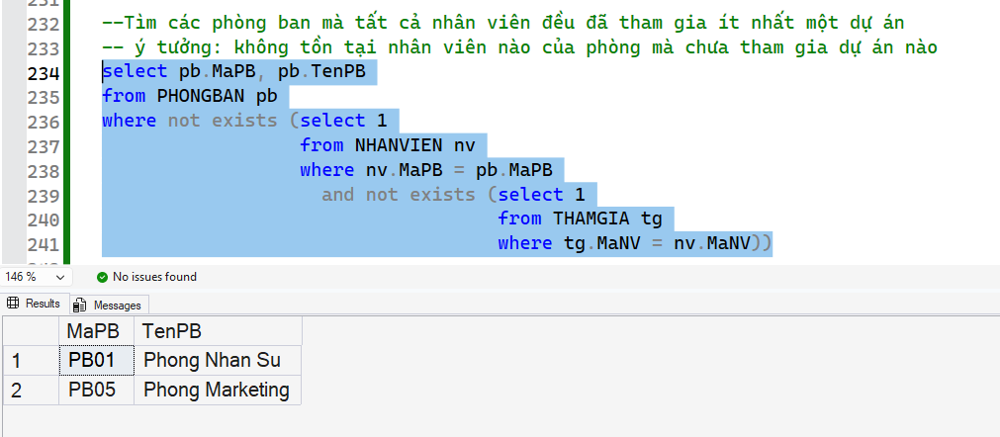 232 --Tìm các phòng ban mà tất cả nhân viên đều đã tham gia ít nhất một dự án
233 -- ý tưởng: không tồn tại nhân viên nào của phòng mà chưa tham gia dự án nào
234 select pb.MaPB, pb.TenPB
235 from PHONGBAN pb
236 where not exists (select 1
237 from NHANVIEN nv
238 where nv.MaPB = pb.MaPB
239 and not exists (select 1
240 from THAMGIA tg
241 where tg.MaNV = nv.MaNV))
146 % No issues found
Results Messages
MaPB TenPB
1 PB01 Phong Nhan Su
2 PB05 Phong Marketing